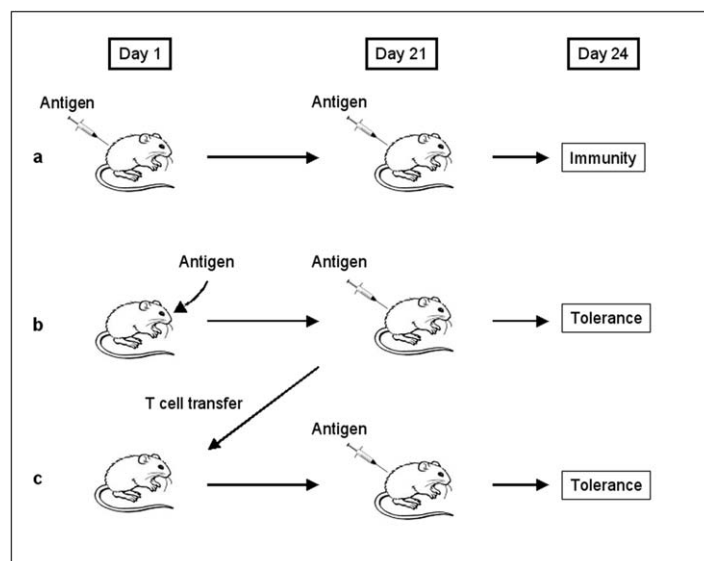 Day 1
Day 21
Day 24
Antigen
Antigen
a
Immunity
Antigen
Antigen
b
Tolerance
T cell transfer
Antigen
c
Tolerance